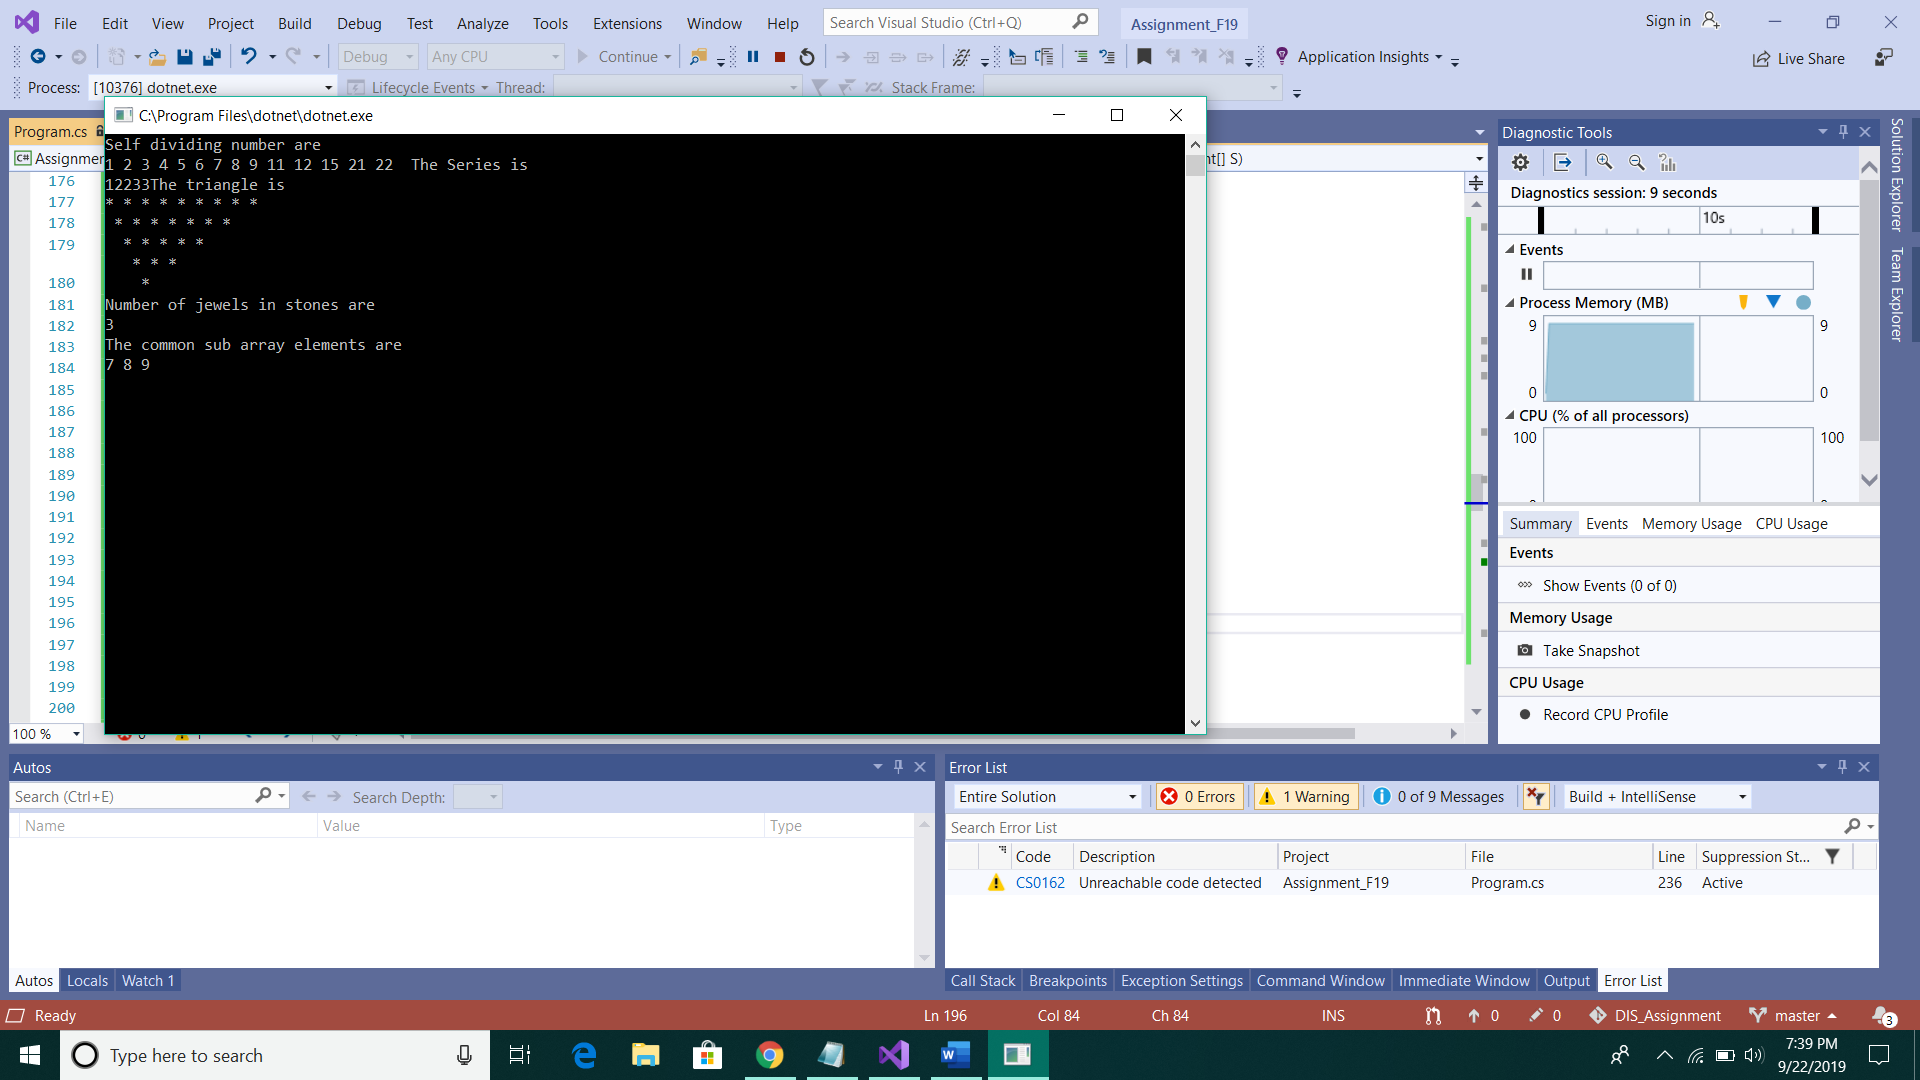 File Edit View Project Build Debug Test Analyze Tools Extensions Window Help Search Visual Studio (Ctrl+Q) Assignment_F19 Sign in
Debug Any CPU Continue Application Insights Live Share
Process: [10376] dotnet.exe Lifecycle Events Thread: Stack Frame:
C:\Program Files\dotnet\dotnet.exe
Program.cs
C# Assignmen
nt[] S)
Self dividing number are
1 2 3 4 5 6 7 8 9 11 12 15 21 22  The Series is
12233The triangle is
* * * * * * * * *
 * * * * * * *
  * * * * *
   * * *
    *
Number of jewels in stones are
3
The common sub array elements are
7 8 9
176
177
178
179
180
181
182
183
184
185
186
187
188
189
190
191
192
193
194
195
196
197
198
199
200
100 %
Diagnostic Tools
Diagnostics session: 9 seconds
10s
Events
Process Memory (MB)
9 9
0 0
CPU (% of all processors)
100 100
Summary Events Memory Usage CPU Usage
Events
Show Events (0 of 0)
Memory Usage
Take Snapshot
CPU Usage
Record CPU Profile
Solution Explorer
Team Explorer
Autos
Search (Ctrl+E) Search Depth:
Name Value Type
Autos Locals Watch 1
Error List
Entire Solution 0 Errors 1 Warning 0 of 9 Messages Build + IntelliSense
Search Error List
Code Description Project File Line Suppression St...
CS0162 Unreachable code detected Assignment_F19 Program.cs 236 Active
Call Stack Breakpoints Exception Settings Command Window Immediate Window Output Error List
Ready Ln 196 Col 84 Ch 84 INS 0 0 DIS_Assignment master 3
Type here to search
7:39 PM
9/22/2019